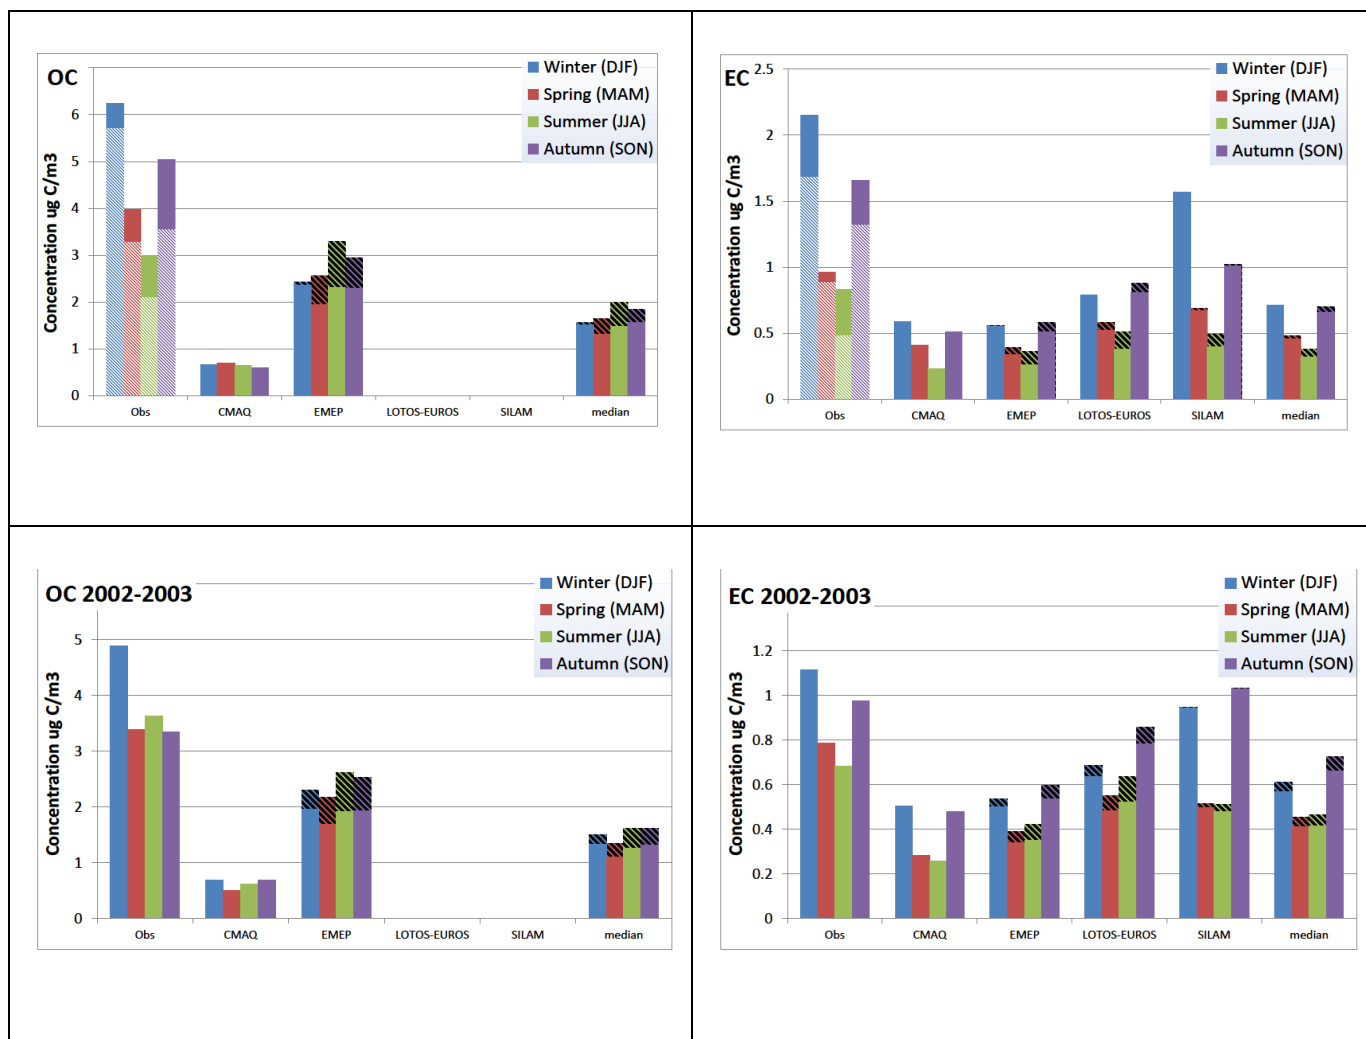 OC
Winter (DJF)
Spring (MAM)
Summer (JJA)
Autumn (SON)
Concentration ug C/m3
6
5
4
3
2
1
0
Obs CMAQ EMEP LOTOS-EUROS SILAM median
EC
Winter (DJF)
Spring (MAM)
Summer (JJA)
Autumn (SON)
Concentration ug C/m3
2.5
2
1.5
1
0.5
0
Obs CMAQ EMEP LOTOS-EUROS SILAM median
OC 2002-2003
Winter (DJF)
Spring (MAM)
Summer (JJA)
Autumn (SON)
Concentration ug C/m3
5
4
3
2
1
0
Obs CMAQ EMEP LOTOS-EUROS SILAM median
EC 2002-2003
Winter (DJF)
Spring (MAM)
Summer (JJA)
Autumn (SON)
Concentration ug C/m3
1.2
1
0.8
0.6
0.4
0.2
0
Obs CMAQ EMEP LOTOS-EUROS SILAM median